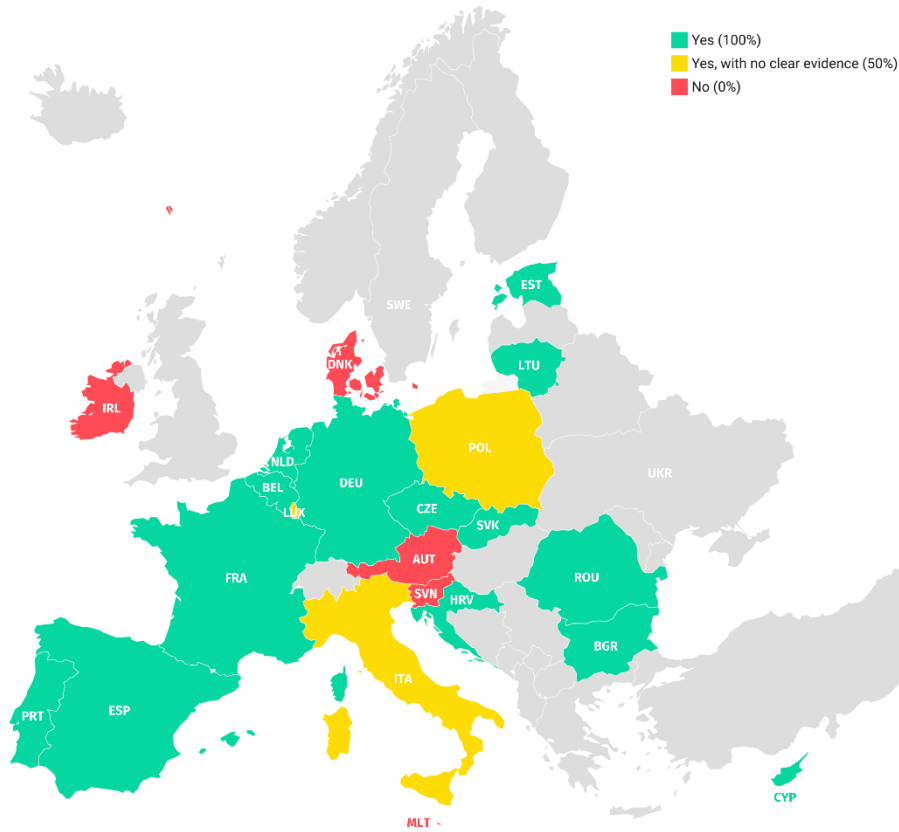 Yes (100%)
Yes, with no clear evidence (50%)
No (0%)
EST
SWE
LTU
DNK
IRL
POL
NLD
UKR
DEU
BEL
CZE
LUX
SVK
AUT
FRA
ROU
SVN
HRV
BGR
ITA
ESP
PRT
CYP
MLT